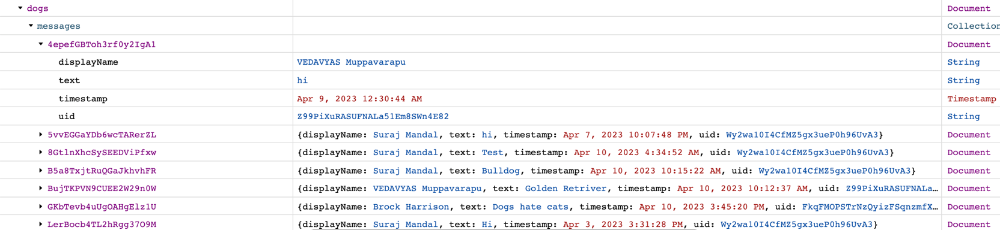 dogs Document
messages Collection
4epefGBToh3rf0y2IgA1 Document
displayName VEDAVYAS Muppavarapu String
text hi String
timestamp Apr 9, 2023 12:30:44 AM Timestamp
uid Z99PiXuRASUFNALa51Em8SWn4E82 String
5vvEGGaYDb6wcTARerZL {displayName: Suraj Mandal, text: hi, timestamp: Apr 7, 2023 10:07:48 PM, uid: Wy2wa10I4CfMZ5gx3ueP0h96UvA3} Document
8GtlnXhcSySEEDViPfxw {displayName: Suraj Mandal, text: Test, timestamp: Apr 10, 2023 4:34:52 AM, uid: Wy2wa10I4CfMZ5gx3ueP0h96UvA3} Document
B5a8TxjtRuQGaJkhvhFR {displayName: Suraj Mandal, text: Bulldog, timestamp: Apr 10, 2023 10:15:22 AM, uid: Wy2wa10I4CfMZ5gx3ueP0h96UvA3} Document
BujTKPVN9CUEE2W29n0W {displayName: VEDAVYAS Muppavarapu, text: Golden Retriver, timestamp: Apr 10, 2023 10:12:37 AM, uid: Z99PiXuRASUFNALa… Document
GKbTevb4uUgOAHgElz1U {displayName: Brock Harrison, text: Dogs hate cats, timestamp: Apr 10, 2023 3:45:20 PM, uid: FkqFMOPSTrNzQyizFSqnzmfX… Document
LerBocb4TL2hRgg37O9M {displayName: Suraj Mandal, text: Hi, timestamp: Apr 3, 2023 3:31:28 PM, uid: Wy2wa10I4CfMZ5gx3ueP0h96UvA3} Document